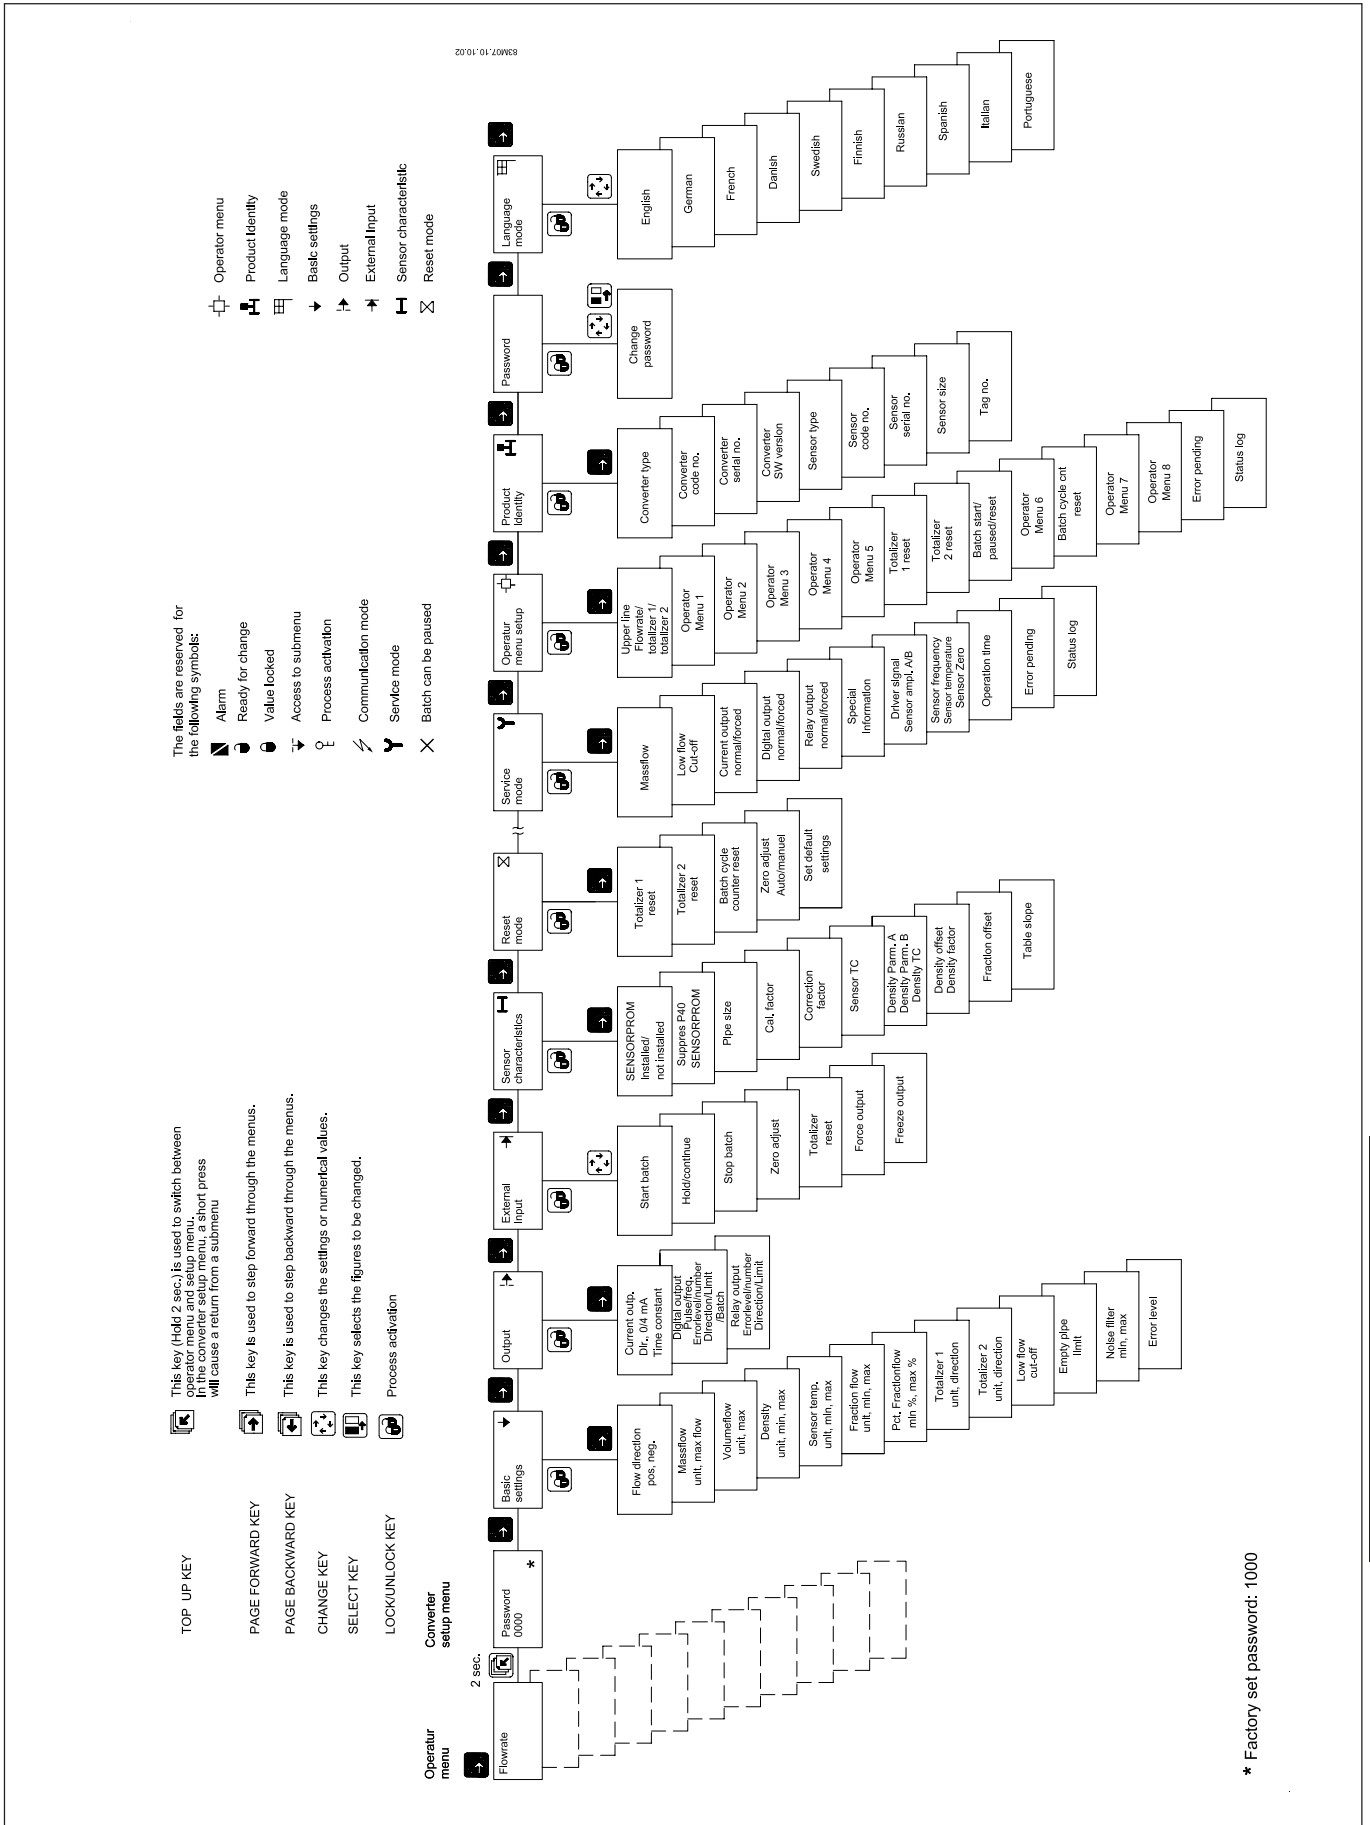 83M07.10.10.02
TOP UP KEY
This key (Hold 2 sec.) is used to switch between
operator menu and setup menu.
In the converter setup menu, a short press
will cause a return from a submenu
PAGE FORWARD KEY
This key is used to step forward through the menus.
PAGE BACKWARD KEY
This key is used to step backward through the menus.
CHANGE KEY
This key changes the settings or numerical values.
SELECT KEY
This key selects the figures to be changed.
LOCK/UNLOCK KEY
Process activation
The fields are reserved for
the following symbols:
Alarm
Ready for change
Value locked
Access to submenu
Process activation
Communication mode
Service mode
Batch can be paused
Operator menu
Product Identity
Language mode
Basic settings
Output
External Input
Sensor characteristic
Reset mode
Operatur
menu
2 sec.
Converter
setup menu
Flowrate
Password
0000
*
Basic
settings
Flow direction
pos, neg.
Massflow
unit, max flow
Volumeflow
unit, max
Density
unit, min, max
Sensor temp.
unit, min, max
Fraction flow
unit, min, max
Pct. Fractionflow
min %, max %
Totalizer 1
unit, direction
Totalizer 2
unit, direction
Low flow
cut-off
Empty pipe
limit
Noise filter
min, max
Error level
Output
Current outp.
Dir., 0/4 mA
Time constant
Digital output
Pulse/freq.
Errorlevel/number
Direction/Limit
/Batch
Relay output
Errorlevel/number
Direction/Limit
External
Input
Start batch
Hold/continue
Stop batch
Zero adjust
Totalizer
reset
Force output
Freeze output
Sensor
characteristics
SENSORPROM
Installed/
not installed
Suppres P40
SENSORPROM
Pipe size
Cal. factor
Correction
factor
Sensor TC
Density Parm. A
Density Parm. B
Density TC
Density offset
Density factor
Fraction offset
Table slope
Reset
mode
Totalizer 1
reset
Totalizer 2
reset
Batch cycle
counter reset
Zero adjust
Auto/manuel
Set default
settings
Service
mode
Massflow
Low flow
Cut-off
Current output
normal/forced
Digital output
normal/forced
Relay output
normal/forced
Special
Information
Driver signal
Sensor ampl. A/B
Sensor frequency
Sensor temperature
Sensor Zero
Operation time
Error pending
Status log
Operatur
menu setup
Upper line
Flowrate/
totalizer 1/
totalizer 2
Operator
Menu 1
Operator
Menu 2
Operator
Menu 3
Operator
Menu 4
Operator
Menu 5
Totalizer
1 reset
Totalizer
2 reset
Batch start/
paused/reset
Operator
Menu 6
Batch cycle cnt
reset
Operator
Menu 7
Operator
Menu 8
Error pending
Status log
Product
Identity
Converter type
Converter
code no.
Converter
serial no.
Converter
SW version
Sensor type
Sensor
code no.
Sensor
serial no.
Sensor size
Tag no.
Password
Change
password
Language
mode
English
German
French
Danish
Swedish
Finnish
Russian
Spanish
Italian
Portuguese
* Factory set password: 1000